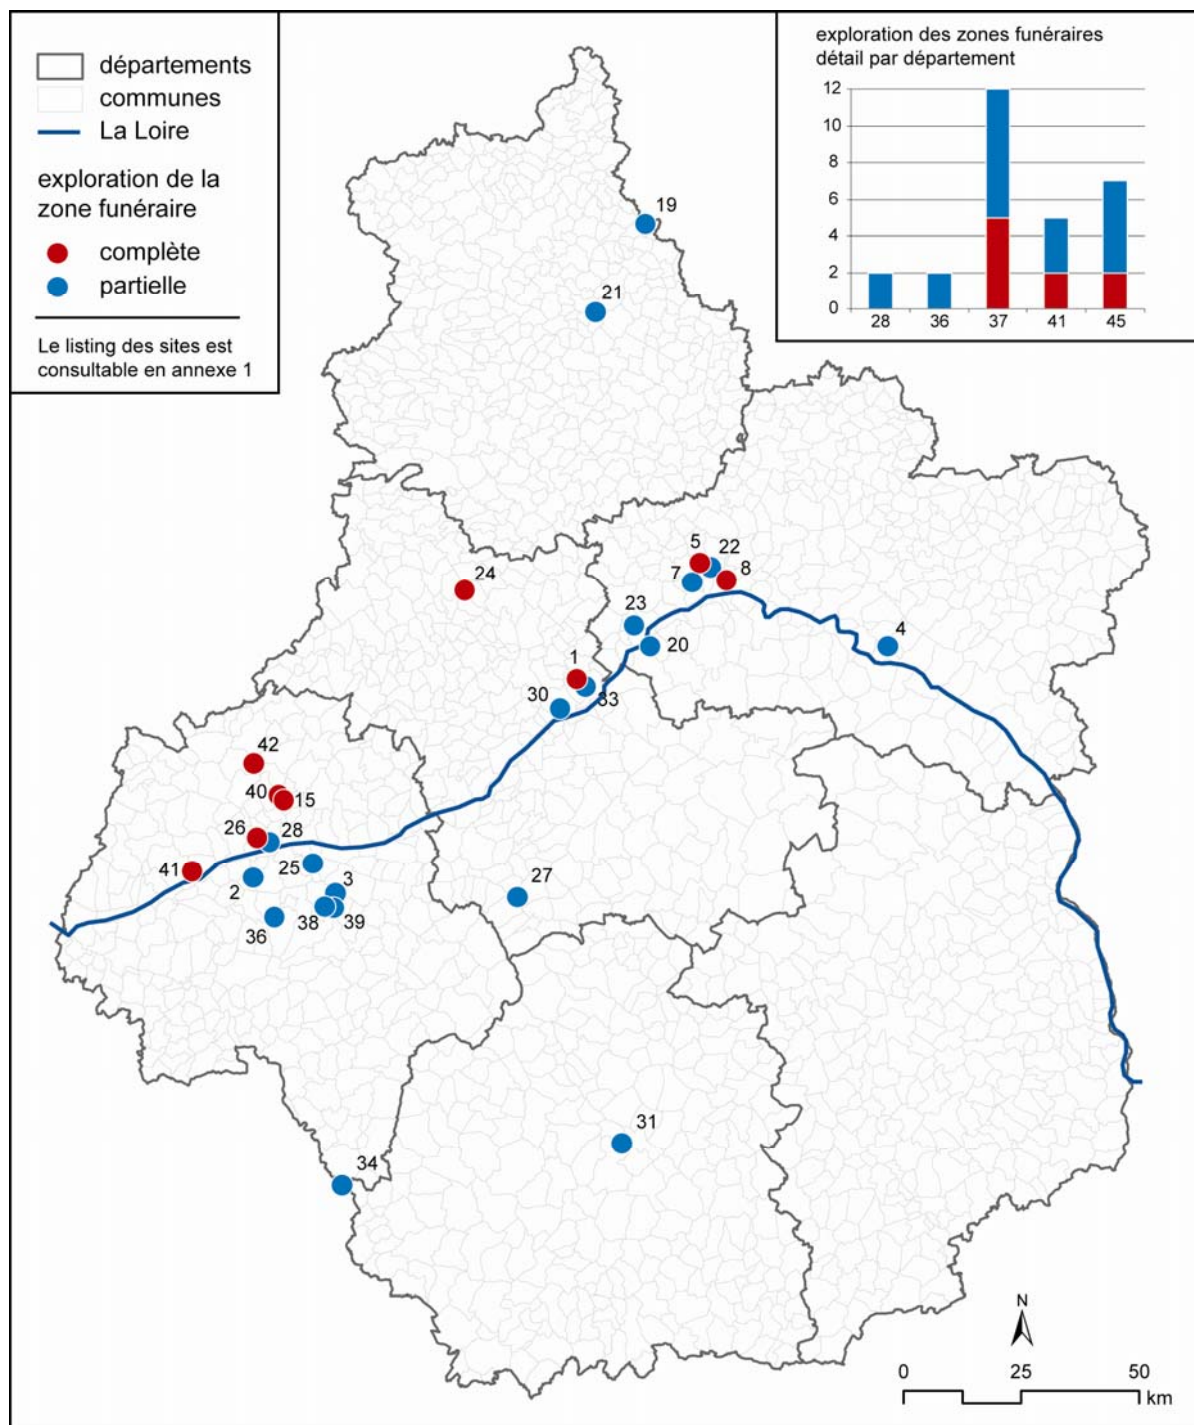 départements
communes
La Loire
exploration de la
zone funéraire
complète
partielle
Le listing des sites est
consultable en annexe 1
exploration des zones funéraires
détail par département
12
10
8
6
4
2
0
28 36 37 41 45
19
21
5 22
7 8
24
23
20
4
1
30 33
42
40 15
26 28
41 25
2 3
36 38 39
27
31
34
N
0 25 50
km